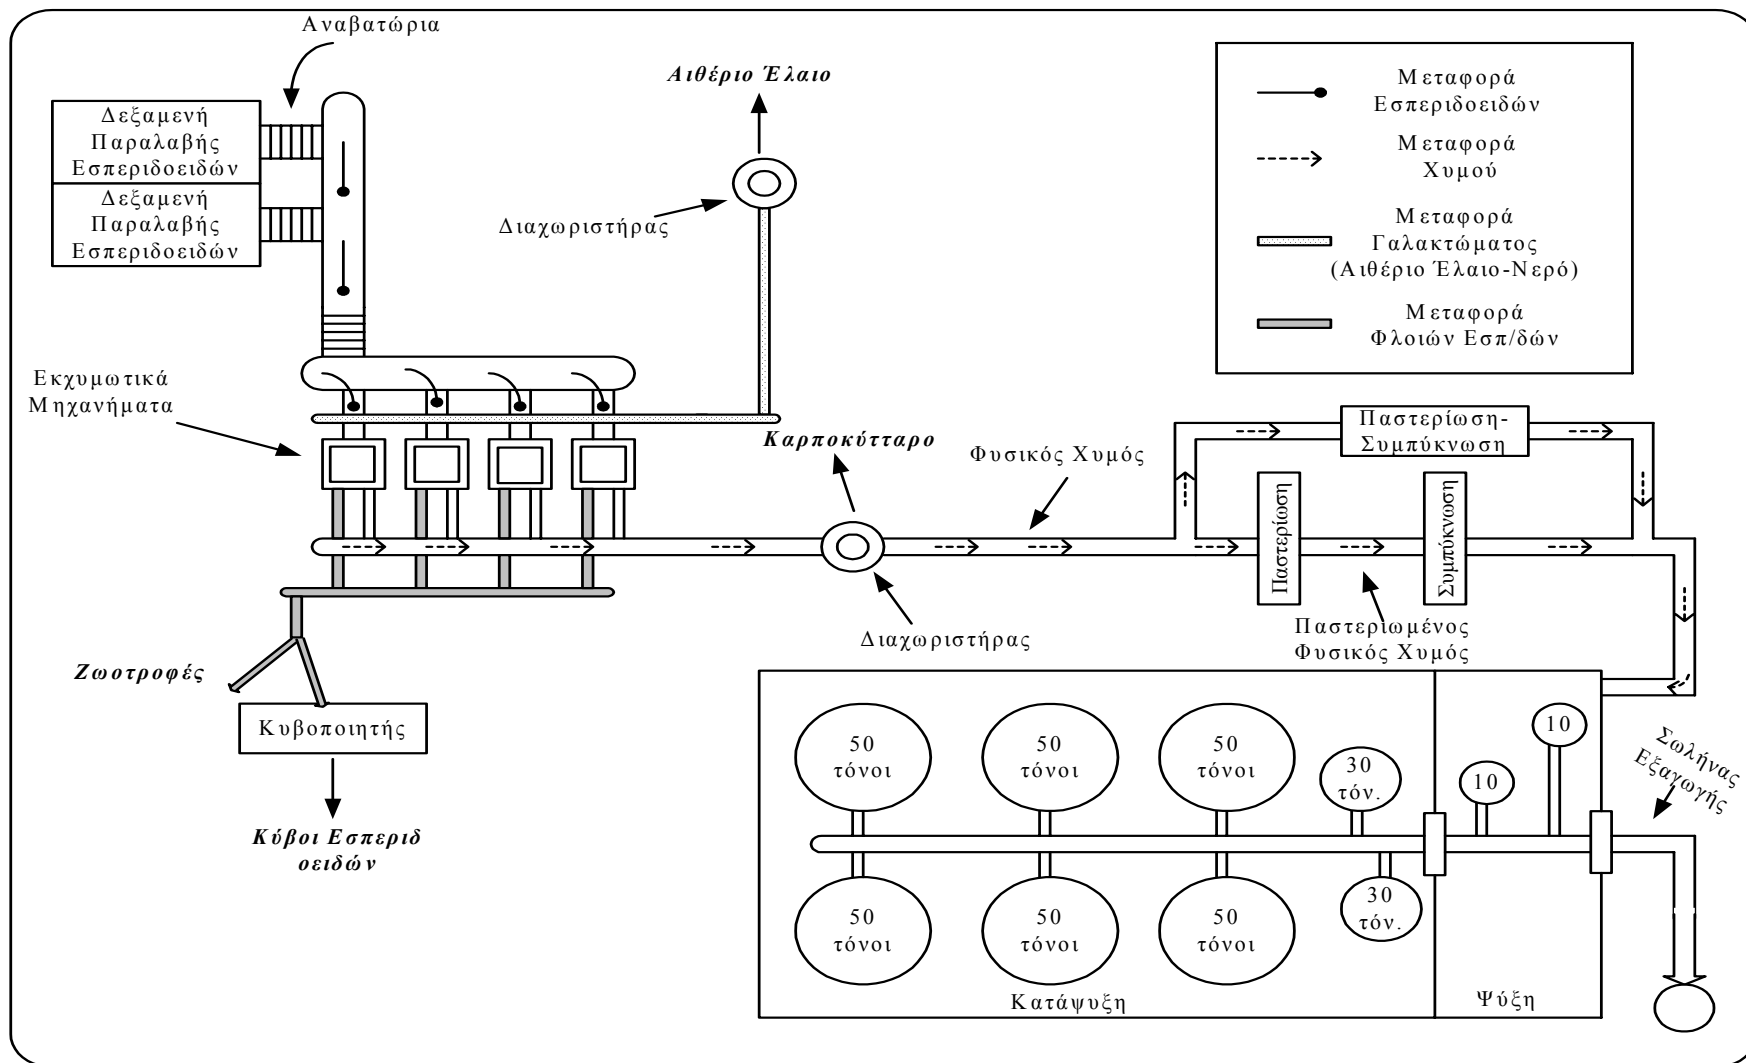 Αναβατώρια
Δεξαμενή
Παραλαβής
Εσπεριδοειδών
Δεξαμενή
Παραλαβής
Εσπεριδοειδών
Αιθέριο Έλαιο
Διαχωριστήρας
Μεταφορά
Εσπεριδοειδών
Μεταφορά
Χυμού
Μεταφορά
Γαλακτώματος
(Αιθέριο Έλαιο-Νερό)
Μεταφορά
Φλοιών Εσπ/δών
Εκχυμωτικά
Μηχανήματα
Καρποκύτταρο
Φυσικός Χυμός
Παστερίωση-
Συμπύκνωση
Παστερίωση
Συμπύκνωση
Διαχωριστήρας
Παστεριωμένος
Φυσικός Χυμός
Ζωοτροφές
Κυβοποιητής
Κύβοι Εσπεριδ
οειδών
50
τόνοι
50
τόνοι
50
τόνοι
30
τόν.
10
10
Σωλήνας
Εξαγωγής
50
τόνοι
50
τόνοι
50
τόνοι
30
τόν.
Κατάψυξη
Ψύξη